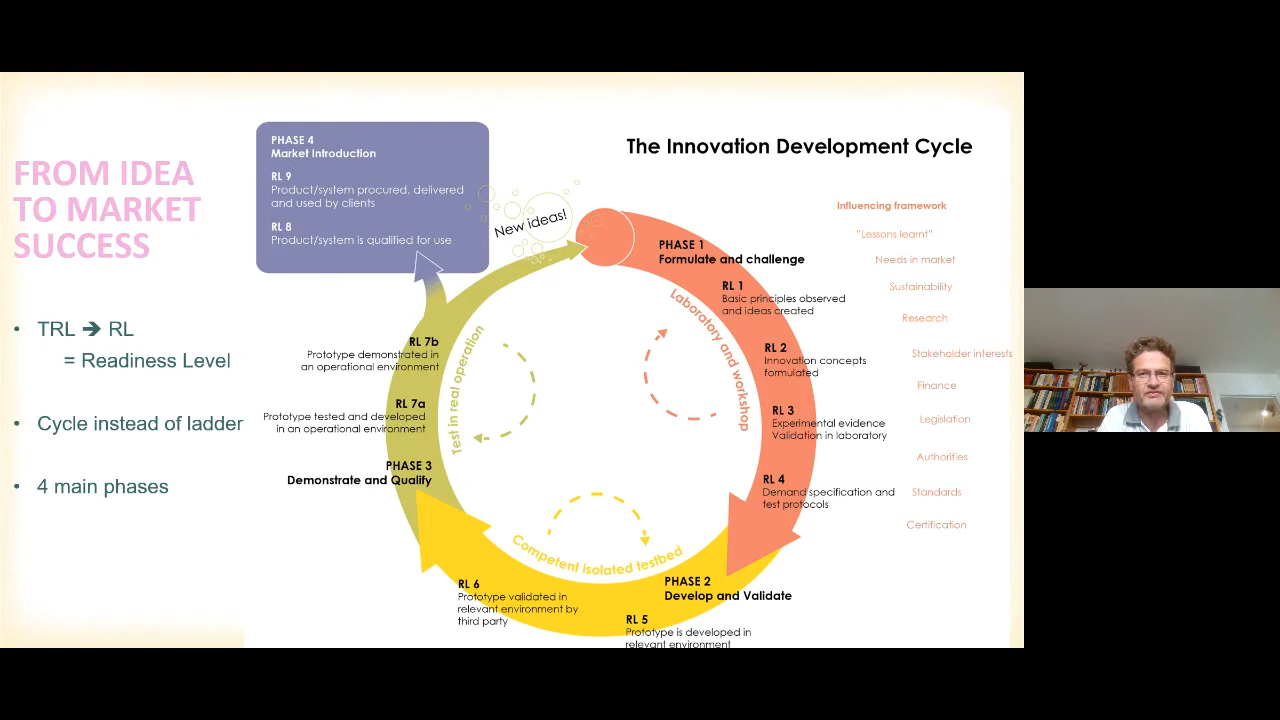 FROM IDEA
TO MARKET
SUCCESS
• TRL ➔ RL
= Readiness Level
• Cycle instead of ladder
• 4 main phases
The Innovation Development Cycle
PHASE 4
Market Introduction
RL 9
Product/system procured, delivered
and used by clients
RL 8
Product/system is qualified for use
New ideas!
PHASE 1
Formulate and challenge
RL 1
Basic principles observed
and ideas created
RL 2
Innovation concepts
formulated
RL 3
Experimental evidence
Validation in laboratory
RL 4
Demand specification and
test protocols
Laboratory and workshop
PHASE 2
Develop and Validate
RL 5
Prototype is developed in
relevant environment
RL 6
Prototype validated in
relevant environment by
third party
Competent isolated testbed
PHASE 3
Demonstrate and Qualify
RL 7a
Prototype tested and developed
in an operational environment
RL 7b
Prototype demonstrated in
an operational environment
Test in real operation
Influencing framework
"Lessons learnt"
Needs in market
Sustainability
Research
Stakeholder interests
Finance
Legislation
Authorities
Standards
Certification